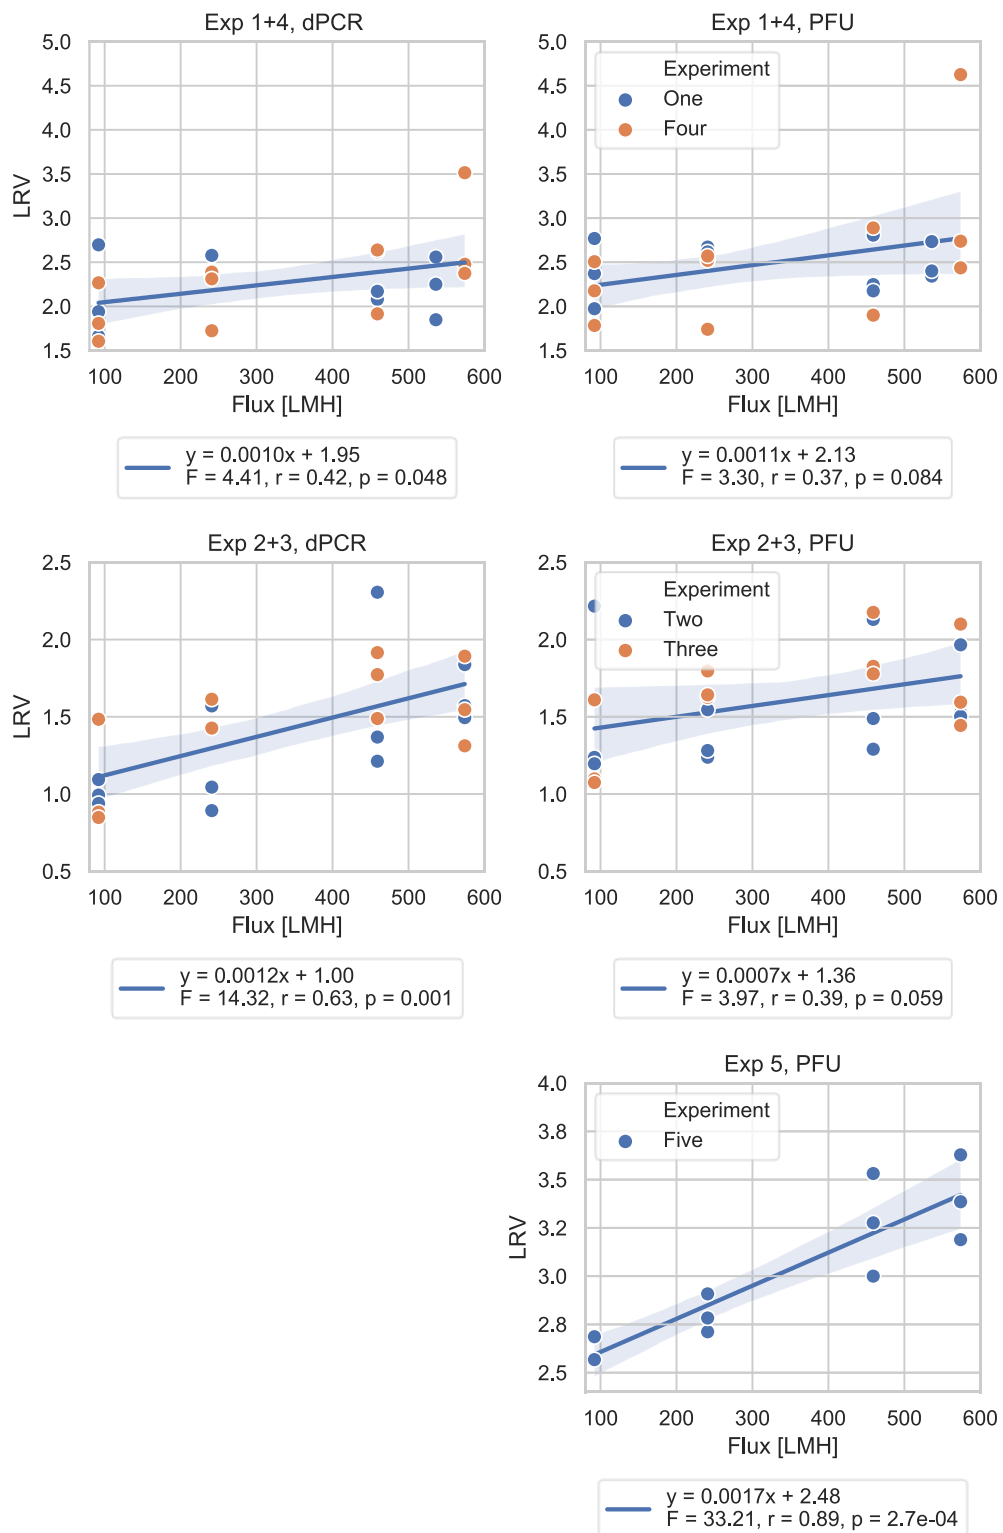 Exp 1+4, dPCR
5.0
4.5
4.0
3.5
3.0
2.5
2.0
1.5
LRV
100 200 300 400 500 600
Flux [LMH]
y = 0.0010x + 1.95
F = 4.41, r = 0.42, p = 0.048
Exp 1+4, PFU
Experiment
One
Four
5.0
4.5
4.0
3.5
3.0
2.5
2.0
1.5
100 200 300 400 500 600
Flux [LMH]
y = 0.0011x + 2.13
F = 3.30, r = 0.37, p = 0.084
Exp 2+3, dPCR
2.5
2.0
1.5
1.0
0.5
LRV
100 200 300 400 500 600
Flux [LMH]
y = 0.0012x + 1.00
F = 14.32, r = 0.63, p = 0.001
Exp 2+3, PFU
Experiment
Two
Three
2.5
2.0
1.5
1.0
0.5
100 200 300 400 500 600
Flux [LMH]
y = 0.0007x + 1.36
F = 3.97, r = 0.39, p = 0.059
Exp 5, PFU
Experiment
Five
4.0
3.8
3.5
3.2
3.0
2.8
2.5
LRV
100 200 300 400 500 600
Flux [LMH]
y = 0.0017x + 2.48
F = 33.21, r = 0.89, p = 2.7e-04